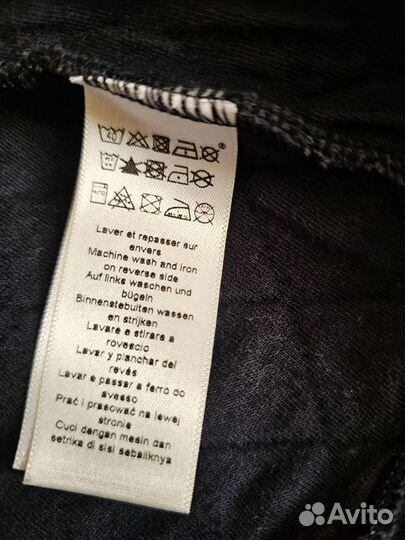 Laver et repasser sur
envers
Machine wash and iron
on reverse side
Auf links waschen und
bügeln
Binnenstebuiten wassen
en strijken
Lavare e stirare a
rovescio
Lavar y planchar del
revés
Lavar e passar a ferro do
avesso
Prać i prasować na lewej
stronie
Cuci dengan mesin dan
setrika di sisi sebaliknya
Avito